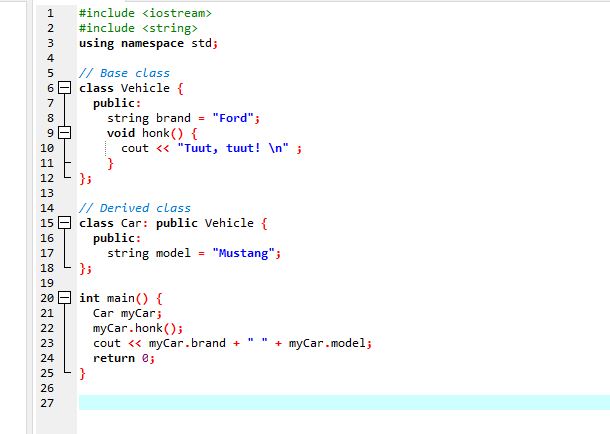 1 #include <iostream>
2 #include <string>
3 using namespace std;
4
5 // Base class
6 class Vehicle {
7 public:
8 string brand = "Ford";
9 void honk() {
10 cout << "Tuut, tuut! \n" ;
11 }
12 };
13
14 // Derived class
15 class Car: public Vehicle {
16 public:
17 string model = "Mustang";
18 };
19
20 int main() {
21 Car myCar;
22 myCar.honk();
23 cout << myCar.brand + " " + myCar.model;
24 return 0;
25 }
26
27